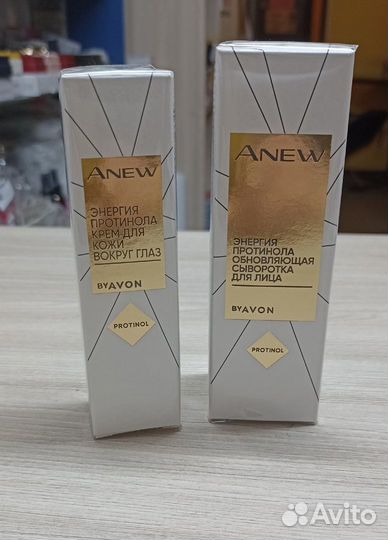 ANEW
ЭНЕРГИЯ
ПРОТИНОЛА
КРЕМ ДЛЯ
КОЖИ
ВОКРУГ ГЛАЗ
BY AVON
PROTINOL
ANEW
ЭНЕРГИЯ
ПРОТИНОЛА
ОБНОВЛЯЮЩАЯ
СЫВОРОТКА
ДЛЯ ЛИЦА
BY AVON
PROTINOL
Avito